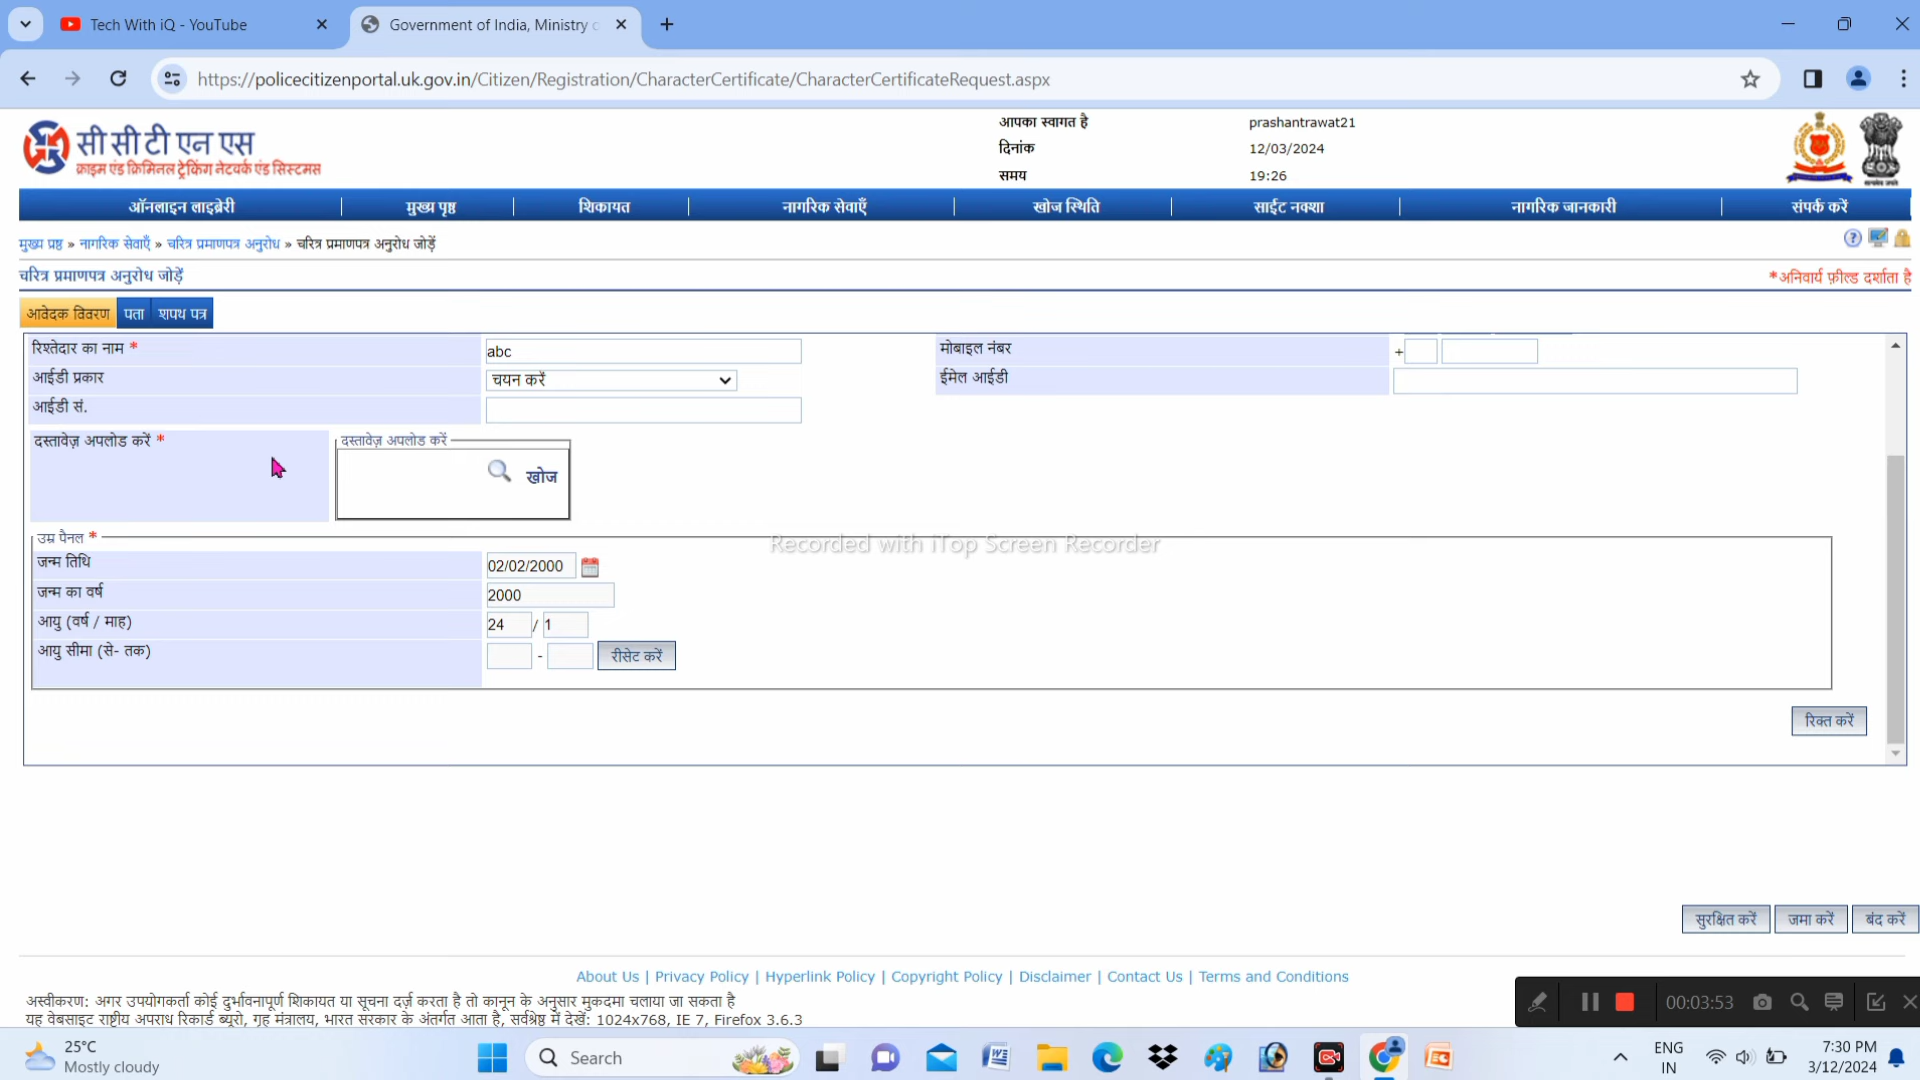 Tech With iQ - YouTube
Government of India, Ministry o
https://policecitizenportal.uk.gov.in/Citizen/Registration/CharacterCertificate/CharacterCertificateRequest.aspx
सी सी टी एन एस
क्राइम एंड क्रिमिनल ट्रेकिंग नेटवर्क एंड सिस्टमस
आपका स्वागत है prashantrawat21
दिनांक 12/03/2024
समय 19:26
ऑनलाइन लाइब्रेरी मुख्य पृष्ठ शिकायत नागरिक सेवाएँ खोज स्थिति साईट नक्शा नागरिक जानकारी संपर्क करें
मुख्य प्रष्ठ » नागरिक सेवाएँ » चरित्र प्रमाणपत्र अनुरोध » चरित्र प्रमाणपत्र अनुरोध जोड़ें
चरित्र प्रमाणपत्र अनुरोध जोड़ें
*अनिवार्य फ़ील्ड दर्शाता है
आवेदक विवरण पता शपथ पत्र
रिश्तेदार का नाम * abc मोबाइल नंबर +
आईडी प्रकार चयन करें ईमेल आईडी
आईडी सं.
दस्तावेज़ अपलोड करें * दस्तावेज़ अपलोड करें
खोज
उम्र पैनल *
Recorded with iTop Screen Recorder
जन्म तिथि 02/02/2000
जन्म का वर्ष 2000
आयु (वर्ष / माह) 24 / 1
आयु सीमा (से- तक) - रीसेट करें
रिक्त करें
सुरक्षित करें जमा करें बंद करें
About Us | Privacy Policy | Hyperlink Policy | Copyright Policy | Disclaimer | Contact Us | Terms and Conditions
अस्वीकरण: अगर उपयोगकर्ता कोई दुर्भावनापूर्ण शिकायत या सूचना दर्ज़ करता है तो कानून के अनुसार मुकदमा चलाया जा सकता है
यह वेबसाइट राष्ट्रीय अपराध रिकार्ड ब्यूरो, गृह मंत्रालय, भारत सरकार के अंतर्गत आता है, सर्वश्रेष्ठ में देखें: 1024x768, IE 7, Firefox 3.6.3
00:03:53
25°C
Mostly cloudy
Search
ENG
IN
7:30 PM
3/12/2024